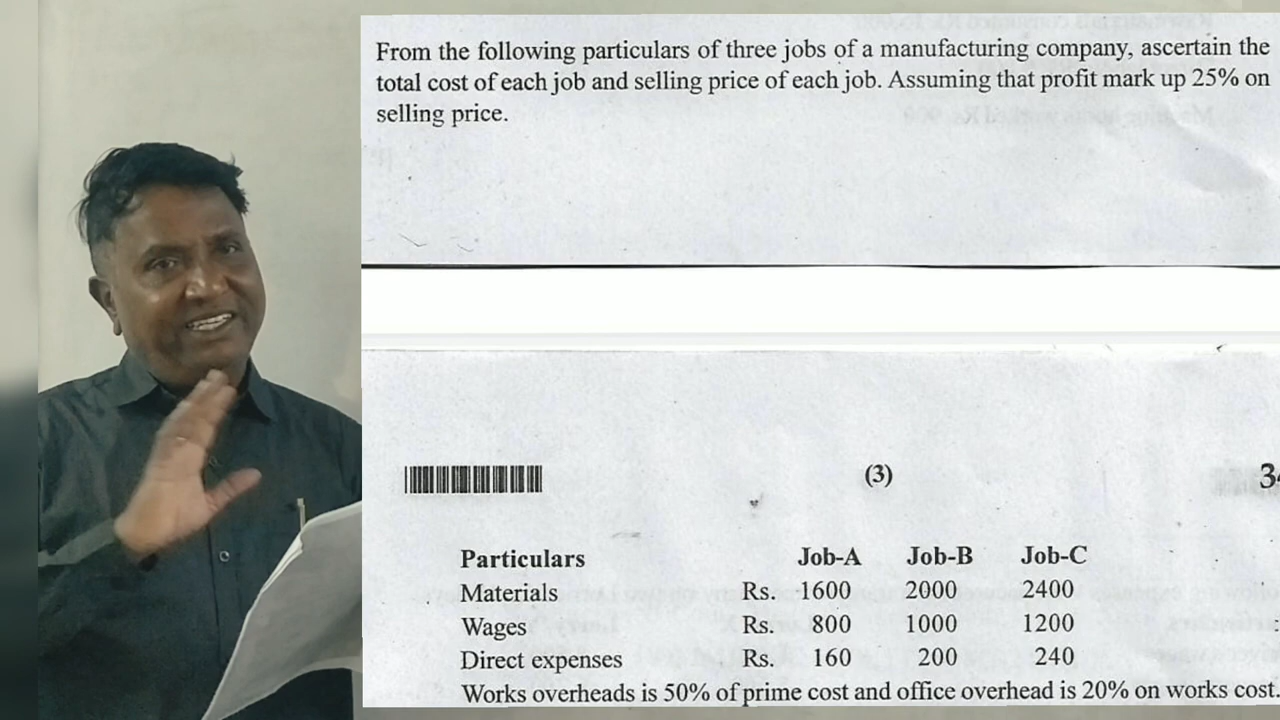 From the following particulars of three jobs of a manufacturing company, ascertain the
total cost of each job and selling price of each job. Assuming that profit mark up 25% on
selling price.
(3)
Particulars Job-A Job-B Job-C
Materials Rs. 1600 2000 2400
Wages Rs. 800 1000 1200
Direct expenses Rs. 160 200 240
Works overheads is 50% of prime cost and office overhead is 20% on works cost.